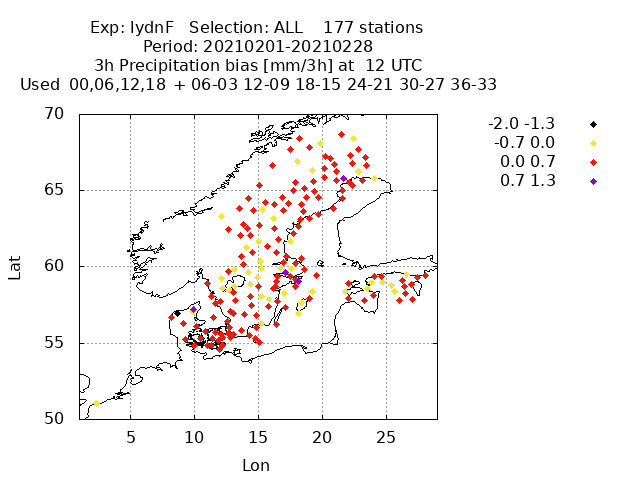 Exp: IydnF   Selection: ALL    177 stations
Period: 20210201-20210228
3h Precipitation bias [mm/3h] at  12 UTC
Used  00,06,12,18  + 06-03 12-09 18-15 24-21 30-27 36-33
-2.0 -1.3
-0.7 0.0
0.0 0.7
0.7 1.3
70
65
60
55
50
Lat
5 10 15 20 25
Lon